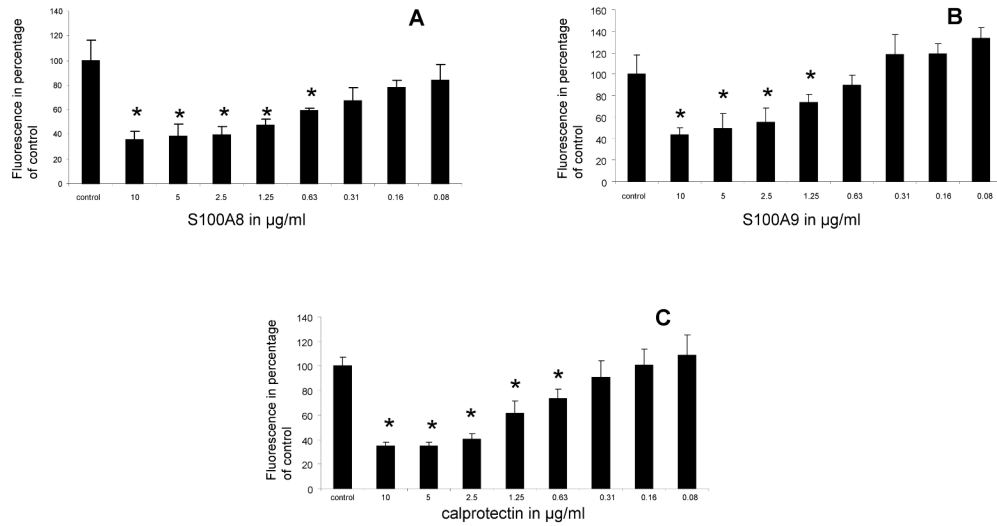 A
Fluorescence in percentage
of control
140
120
100
80
60
40
20
0
* * * * *
control 10 5 2.5 1.25 0.63 0.31 0.16 0.08
S100A8 in µg/ml
B
Fluorescence in percentage
of control
160
140
120
100
80
60
40
20
0
* * * *
control 10 5 2.5 1.25 0.63 0.31 0.16 0.08
S100A9 in µg/ml
C
Fluorescence in percentage
of control
140
120
100
80
60
40
20
0
* * * * *
control 10 5 2.5 1.25 0.63 0.31 0.16 0.08
calprotectin in µg/ml